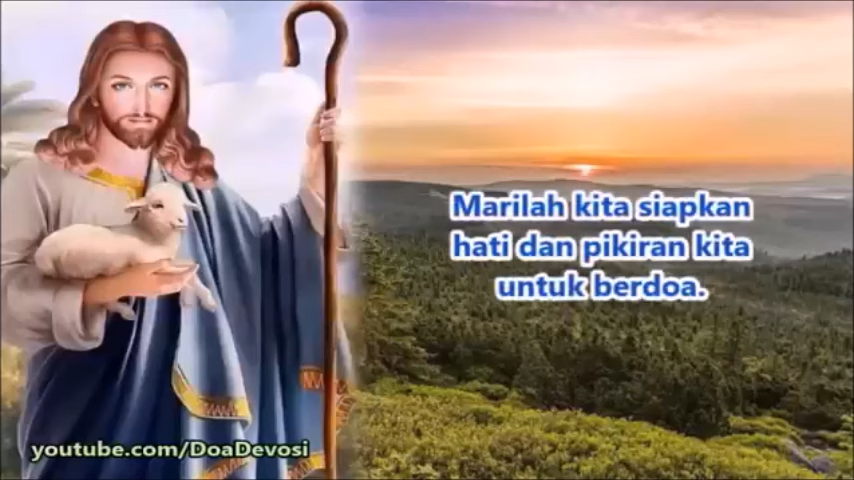 Marilah kita siapkan
hati dan pikiran kita
untuk berdoa.
youtube.com/DoaDevosi